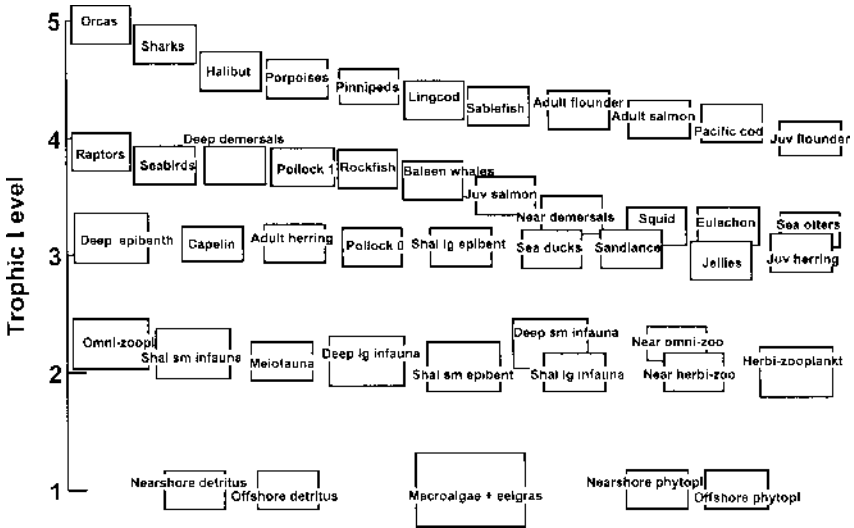 5
Orcas
Sharks
Halibut
Porpoises
Pinnipeds
Lingcod
Sablefish
Adult flounder
Adult salmon
Pacific cod
Juv flounder
4
Raptors
Seabirds
Deep demersals
Pollock 1
Rockfish
Baleen whales
Juv salmon
Near demersals
Squid
Eulachon
Sea otters
Trophic Level
3
Deep epibenth
Capelin
Adult herring
Pollock 0
Shal lg epibent
Sea ducks
Sandlance
Jellies
Juv herring
Omni-zoopl
Shal sm infauna
Meiofauna
Deep lg infauna
Shal sm epibent
Deep sm infauna
Shal lg infauna
Near omni-zoo
Near herbi-zoo
Herbi-zooplankt
2
1
Nearshore detritus
Offshore detritus
Macroalgae + eelgras
Nearshore phytopl
Offshore phytopl